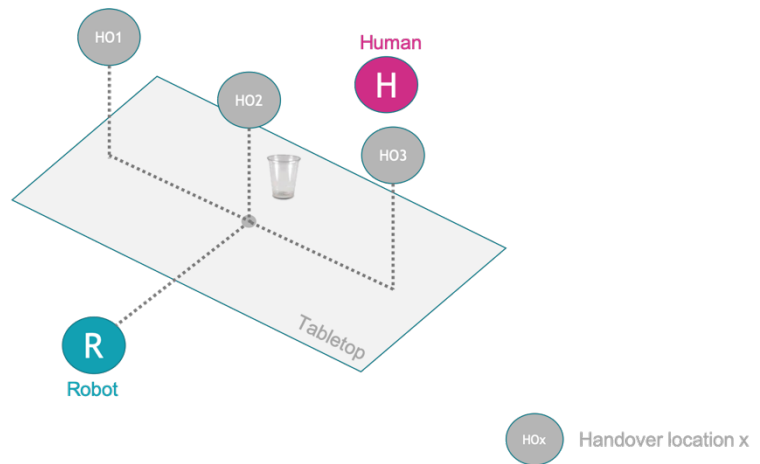 HO1
Human
H
HO2
HO3
Tabletop
R
Robot
HOx
Handover location x